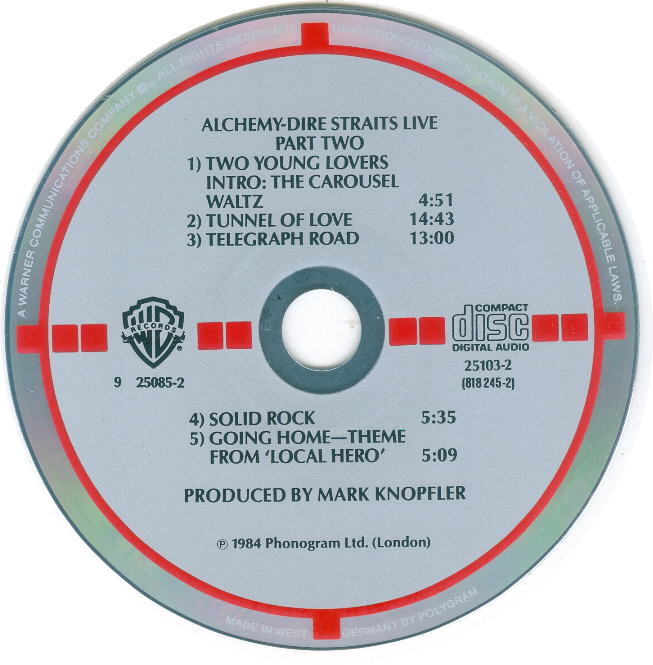 A WARNER COMMUNICATIONS COMPANY ℗ ALL RIGHTS RESERVED
UNAUTHORIZED DUPLICATION IS A VIOLATION OF APPLICABLE LAWS.
ALCHEMY-DIRE STRAITS LIVE
PART TWO
1) TWO YOUNG LOVERS
INTRO: THE CAROUSEL
WALTZ 4:51
2) TUNNEL OF LOVE 14:43
3) TELEGRAPH ROAD 13:00
WB
RECORDS
®
9 25085-2
COMPACT
disc
DIGITAL AUDIO
25103-2
(818 245-2)
4) SOLID ROCK 5:35
5) GOING HOME—THEME
FROM ‘LOCAL HERO’ 5:09
PRODUCED BY MARK KNOPFLER
℗ 1984 Phonogram Ltd. (London)
MADE IN WEST GERMANY BY POLYGRAM